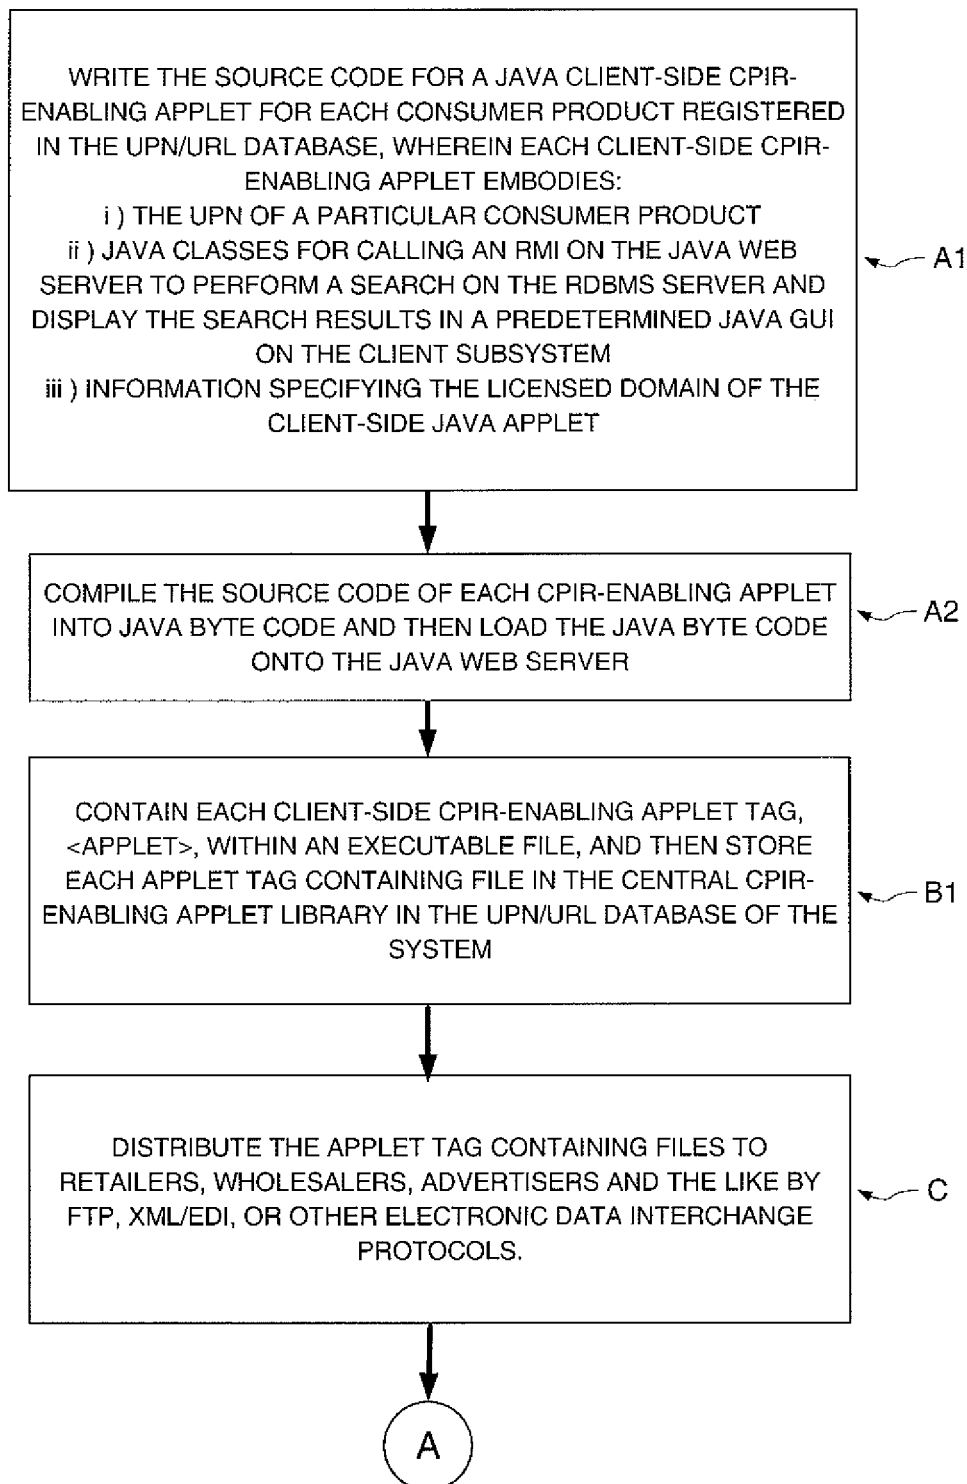 WRITE THE SOURCE CODE FOR A JAVA CLIENT-SIDE CPIR-
ENABLING APPLET FOR EACH CONSUMER PRODUCT REGISTERED
IN THE UPN/URL DATABASE, WHEREIN EACH CLIENT-SIDE CPIR-
ENABLING APPLET EMBODIES:
i ) THE UPN OF A PARTICULAR CONSUMER PRODUCT
ii ) JAVA CLASSES FOR CALLING AN RMI ON THE JAVA WEB
SERVER TO PERFORM A SEARCH ON THE RDBMS SERVER AND
DISPLAY THE SEARCH RESULTS IN A PREDETERMINED JAVA GUI
ON THE CLIENT SUBSYSTEM
iii ) INFORMATION SPECIFYING THE LICENSED DOMAIN OF THE
CLIENT-SIDE JAVA APPLET
A1
COMPILE THE SOURCE CODE OF EACH CPIR-ENABLING APPLET
INTO JAVA BYTE CODE AND THEN LOAD THE JAVA BYTE CODE
ONTO THE JAVA WEB SERVER
A2
CONTAIN EACH CLIENT-SIDE CPIR-ENABLING APPLET TAG,
<APPLET>, WITHIN AN EXECUTABLE FILE, AND THEN STORE
EACH APPLET TAG CONTAINING FILE IN THE CENTRAL CPIR-
ENABLING APPLET LIBRARY IN THE UPN/URL DATABASE OF THE
SYSTEM
B1
DISTRIBUTE THE APPLET TAG CONTAINING FILES TO
RETAILERS, WHOLESALERS, ADVERTISERS AND THE LIKE BY
FTP, XML/EDI, OR OTHER ELECTRONIC DATA INTERCHANGE
PROTOCOLS.
C
A